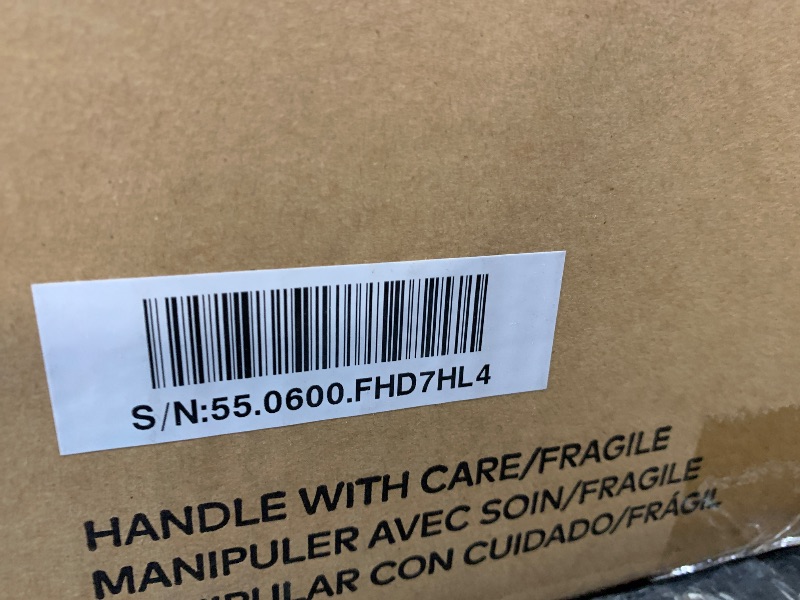 S/N:55.0600.FHD7HL4
HANDLE WITH CARE/FRAGILE
MANIPULER AVEC SOIN/FRAGILE
CON CUIDADO/FRÁGIL